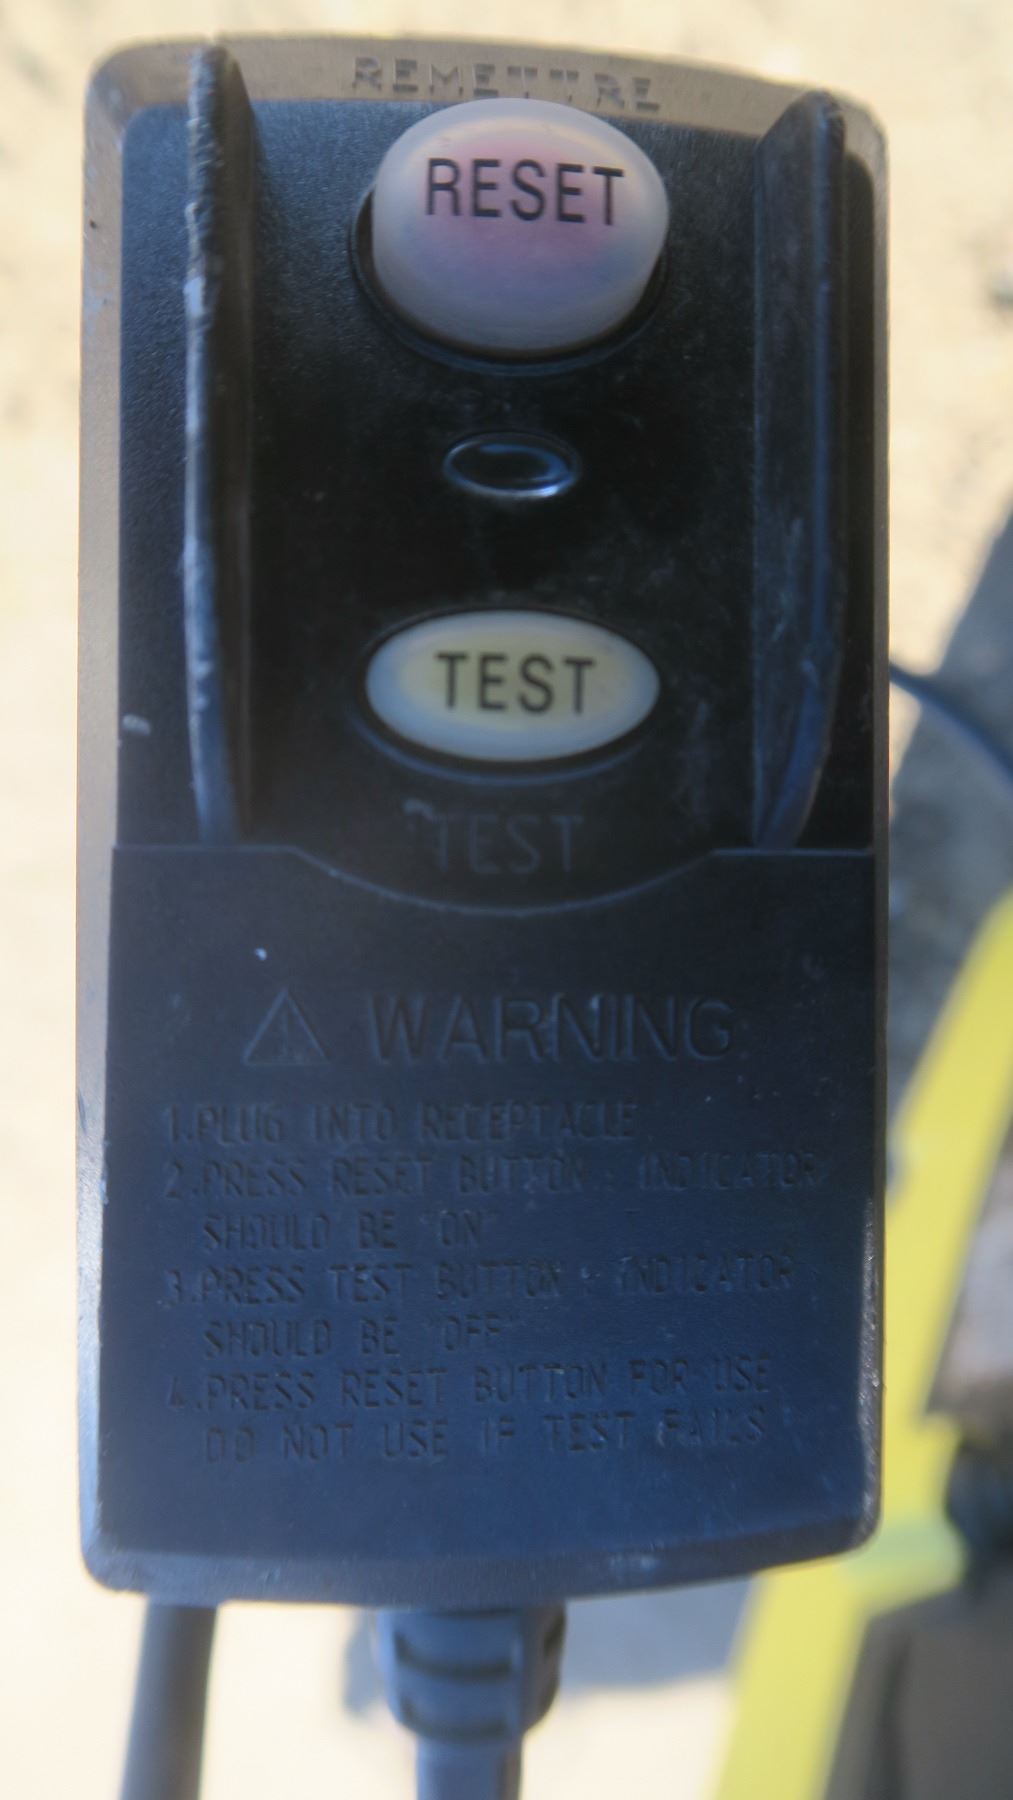 REMETTRE
RESET
TEST
TEST
WARNING
1.PLUG INTO RECEPTACLE
2.PRESS RESET BUTTON : INDICATOR
SHOULD BE "ON"
3.PRESS TEST BUTTON : INDICATOR
SHOULD BE "OFF"
4.PRESS RESET BUTTON FOR USE
DO NOT USE IF TEST FAILS